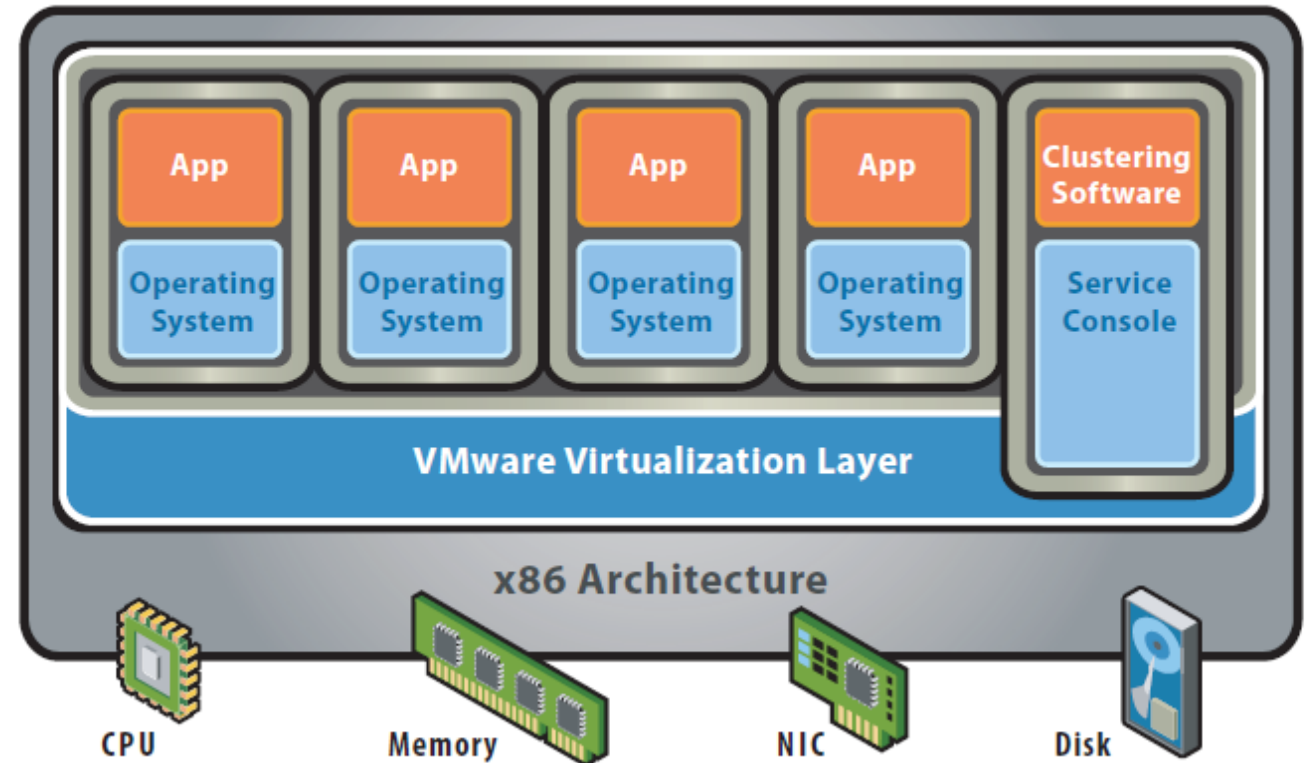 App
App
App
App
Clustering
Software
Operating
System
Operating
System
Operating
System
Operating
System
Service
Console
VMware Virtualization Layer
x86 Architecture
CPU
Memory
NIC
Disk